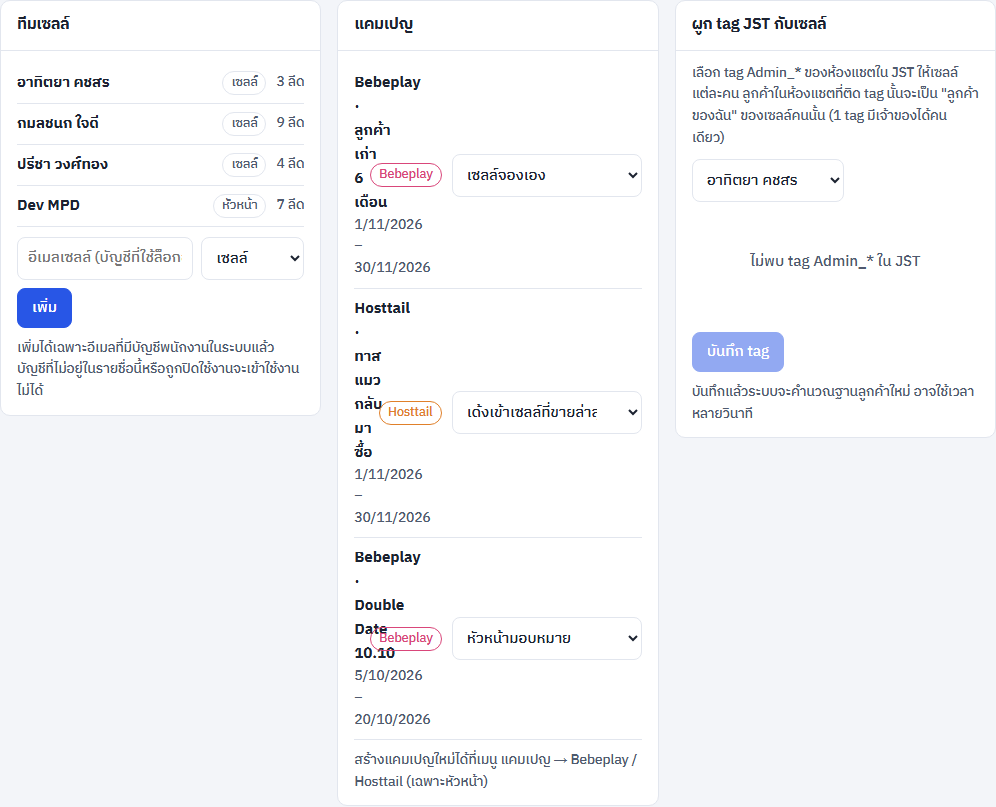 ทีมเซลล์
อาทิตยา คชสร เซลล์ 3 ลีด
กมลชนก ใจดี เซลล์ 9 ลีด
ปรีชา วงศ์ทอง เซลล์ 4 ลีด
Dev MPD หัวหน้า 7 ลีด
อีเมลเซลล์ (บัญชีที่ใช้ล็อก เซลล์
เพิ่ม
เพิ่มได้เฉพาะอีเมลที่มีบัญชีพนักงานในระบบแล้ว
บัญชีที่ไม่อยู่ในรายชื่อนี้หรือถูกปิดใช้งานจะเข้าใช้งาน
ไม่ได้
แคมเปญ
Bebeplay
·
ลูกค้า
เก่า
6
เดือน
1/11/2026
–
30/11/2026
Bebeplay
เซลล์จองเอง
Hosttail
·
ทาส
แมว
กลับ
มา
ซื้อ
1/11/2026
–
30/11/2026
Hosttail
เด้งเข้าเซลล์ที่ขายล่าส
Bebeplay
·
Double
Date
10.10
5/10/2026
–
20/10/2026
Bebeplay
หัวหน้ามอบหมาย
สร้างแคมเปญใหม่ได้ที่เมนู แคมเปญ → Bebeplay /
Hosttail (เฉพาะหัวหน้า)
ผูก tag JST กับเซลล์
เลือก tag Admin_* ของห้องแชตใน JST ให้เซลล์
แต่ละคน ลูกค้าในห้องแชตที่ติด tag นั้นจะเป็น "ลูกค้า
ของฉัน" ของเซลล์คนนั้น (1 tag มีเจ้าของได้คน
เดียว)
อาทิตยา คชสร
ไม่พบ tag Admin_* ใน JST
บันทึก tag
บันทึกแล้วระบบจะคำนวณฐานลูกค้าใหม่ อาจใช้เวลา
หลายวินาที